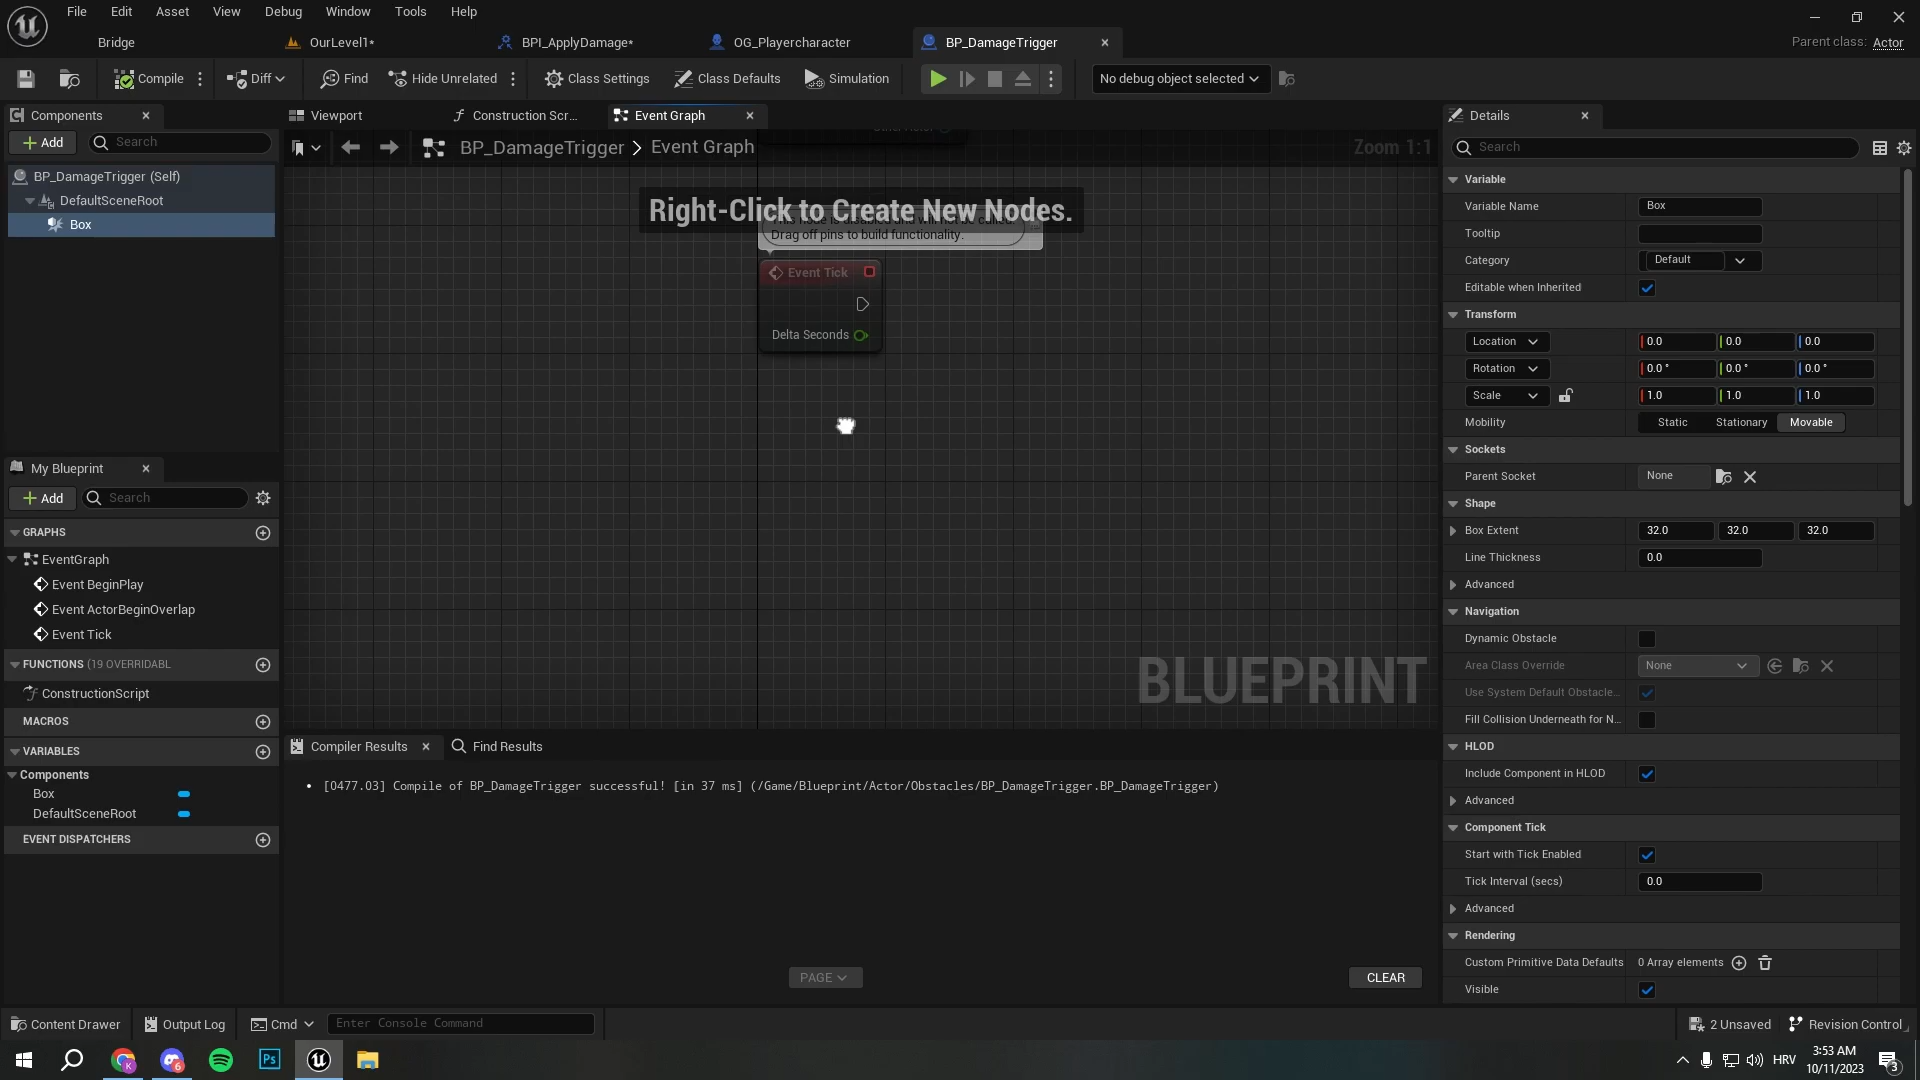 File Edit Asset View Debug Window Tools Help
Bridge OurLevel1* BPI_ApplyDamage* OG_Playercharacter BP_DamageTrigger Parent class: Actor
Compile Diff Find Hide Unrelated Class Settings Class Defaults Simulation No debug object selected
Components
Add Search
BP_DamageTrigger (Self)
DefaultSceneRoot
Box
My Blueprint
Add Search
GRAPHS
EventGraph
Event BeginPlay
Event ActorBeginOverlap
Event Tick
FUNCTIONS (19 OVERRIDABL
ConstructionScript
MACROS
VARIABLES
Components
Box
DefaultSceneRoot
EVENT DISPATCHERS
Viewport Construction Scr... Event Graph
BP_DamageTrigger > Event Graph Zoom 1:1
Right-Click to Create New Nodes.
Drag off pins to build functionality.
Event Tick
Delta Seconds
BLUEPRINT
Compiler Results Find Results
• [0477.03] Compile of BP_DamageTrigger successful! [in 37 ms] (/Game/Blueprint/Actor/Obstacles/BP_DamageTrigger.BP_DamageTrigger)
PAGE CLEAR
Details
Search
Variable
Variable Name Box
Tooltip
Category Default
Editable when Inherited
Transform
Location 0.0 0.0 0.0
Rotation 0.0 ° 0.0 ° 0.0 °
Scale 1.0 1.0 1.0
Mobility Static Stationary Movable
Sockets
Parent Socket None
Shape
Box Extent 32.0 32.0 32.0
Line Thickness 0.0
Advanced
Navigation
Dynamic Obstacle
Area Class Override None
Use System Default Obstacle...
Fill Collision Underneath for N...
HLOD
Include Component in HLOD
Advanced
Component Tick
Start with Tick Enabled
Tick Interval (secs) 0.0
Advanced
Rendering
Custom Primitive Data Defaults 0 Array elements
Visible
Content Drawer Output Log Cmd Enter Console Command 2 Unsaved Revision Control
K 6 Ps HRV 3:53 AM
10/11/2023 3